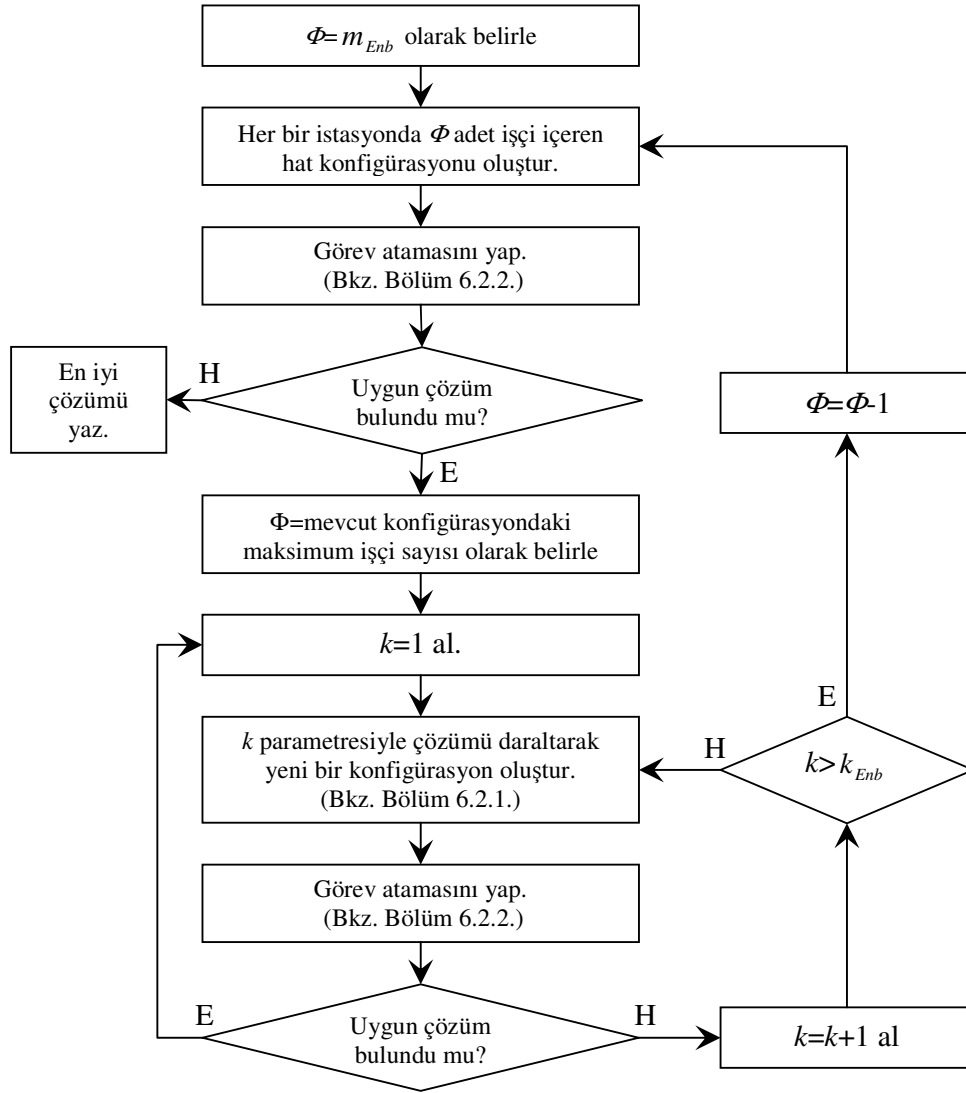 Φ=m_Enb olarak belirle
Her bir istasyonda Φ adet işçi içeren
hat konfigürasyonu oluştur.
Görev atamasını yap.
(Bkz. Bölüm 6.2.2.)
H
En iyi
çözümü
yaz.
Uygun çözüm
bulundu mu?
Φ=Φ-1
E
Φ=mevcut konfigürasyondaki
maksimum işçi sayısı olarak belirle
k=1 al.
E
k parametresiyle çözümü daraltarak
yeni bir konfigürasyon oluştur.
(Bkz. Bölüm 6.2.1.)
H
k> k_Enb
Görev atamasını yap.
(Bkz. Bölüm 6.2.2.)
E
Uygun çözüm
bulundu mu?
H
k=k+1 al